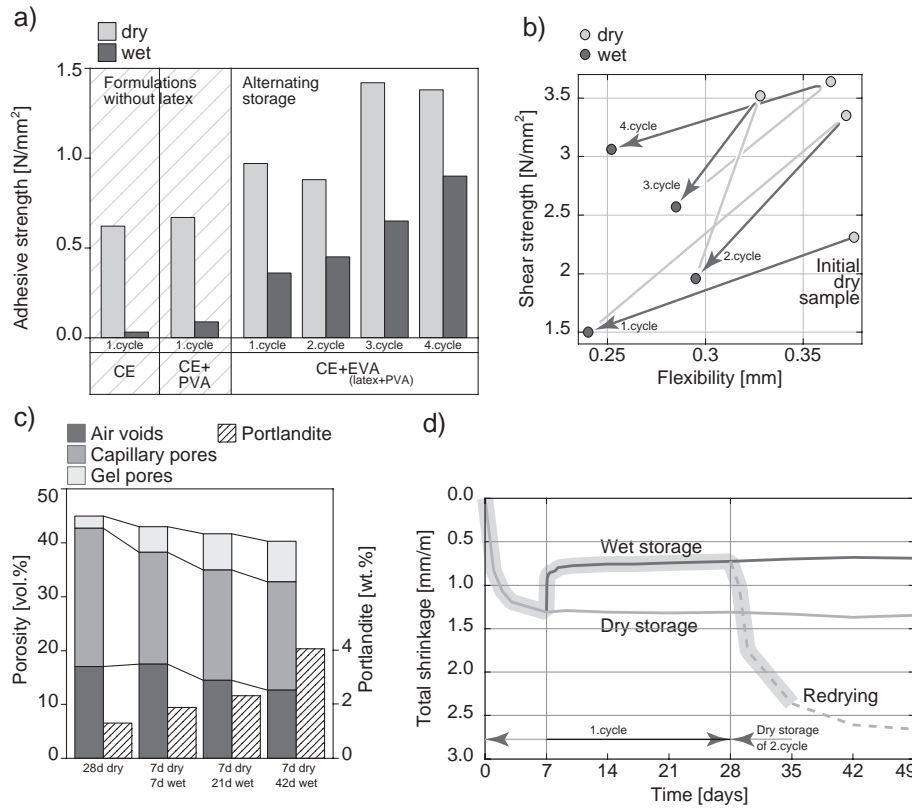 a)
dry
wet
Adhesive strength [N/mm²]
1.5
1.0
0.5
0.0
Formulations
without latex
Alternating
storage
1.cycle
1.cycle
1.cycle
2.cycle
3.cycle
4.cycle
CE
CE+
PVA
CE+EVA
(latex+PVA)
b)
dry
wet
Shear strength [N/mm²]
3.5
3
2.5
2
1.5
4.cycle
3.cycle
2.cycle
1.cycle
Initial
dry
sample
0.25
0.3
0.35
Flexibility [mm]
c)
Air voids
Capillary pores
Gel pores
Portlandite
Porosity [vol.%]
50
40
30
20
10
0
Portlandite [wt.%]
4
2
0
28d dry
7d dry
7d wet
7d dry
21d wet
7d dry
42d wet
d)
Total shrinkage [mm/m]
0.0
0.5
1.0
1.5
2.0
2.5
3.0
Wet storage
Dry storage
Redrying
1.cycle
Dry storage
of 2.cycle
0
7
14
21
28
35
42
49
Time [days]